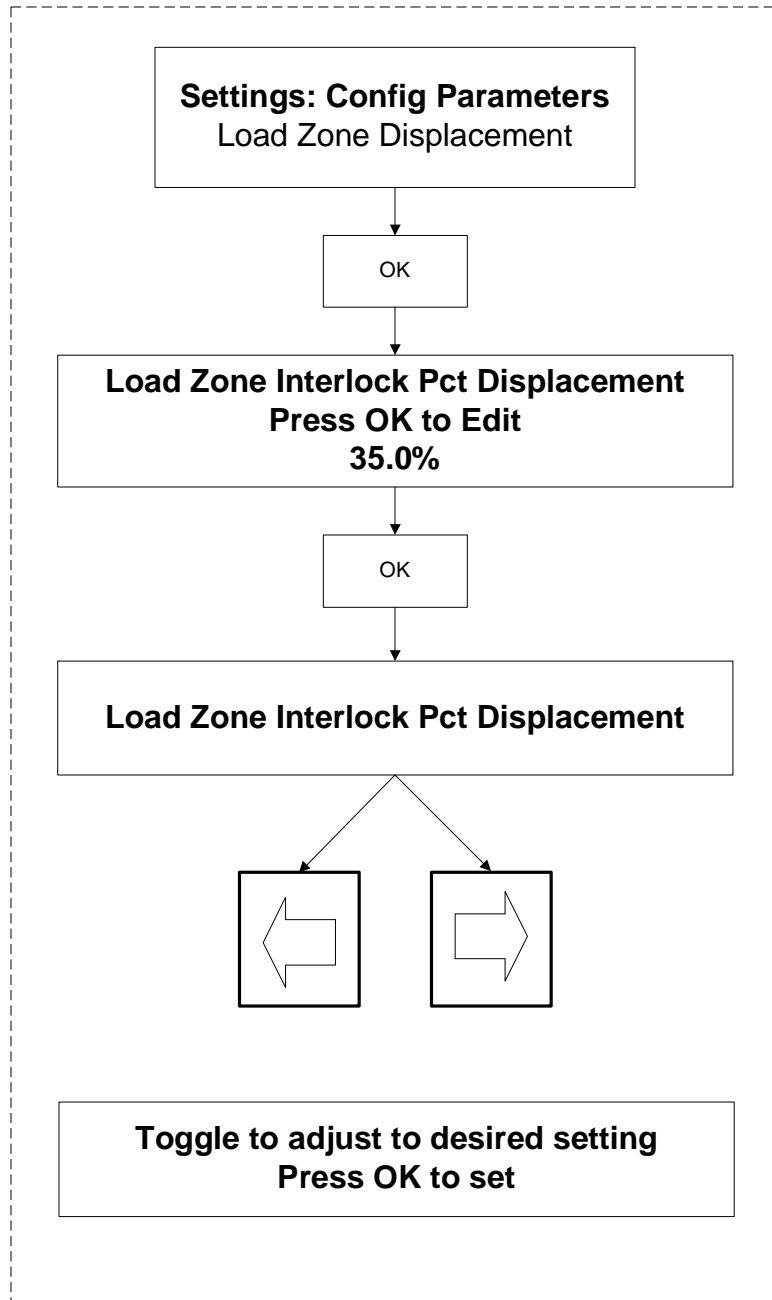 Settings: Config Parameters
Load Zone Displacement
OK
Load Zone Interlock Pct Displacement
Press OK to Edit
35.0%
OK
Load Zone Interlock Pct Displacement
Toggle to adjust to desired setting
Press OK to set